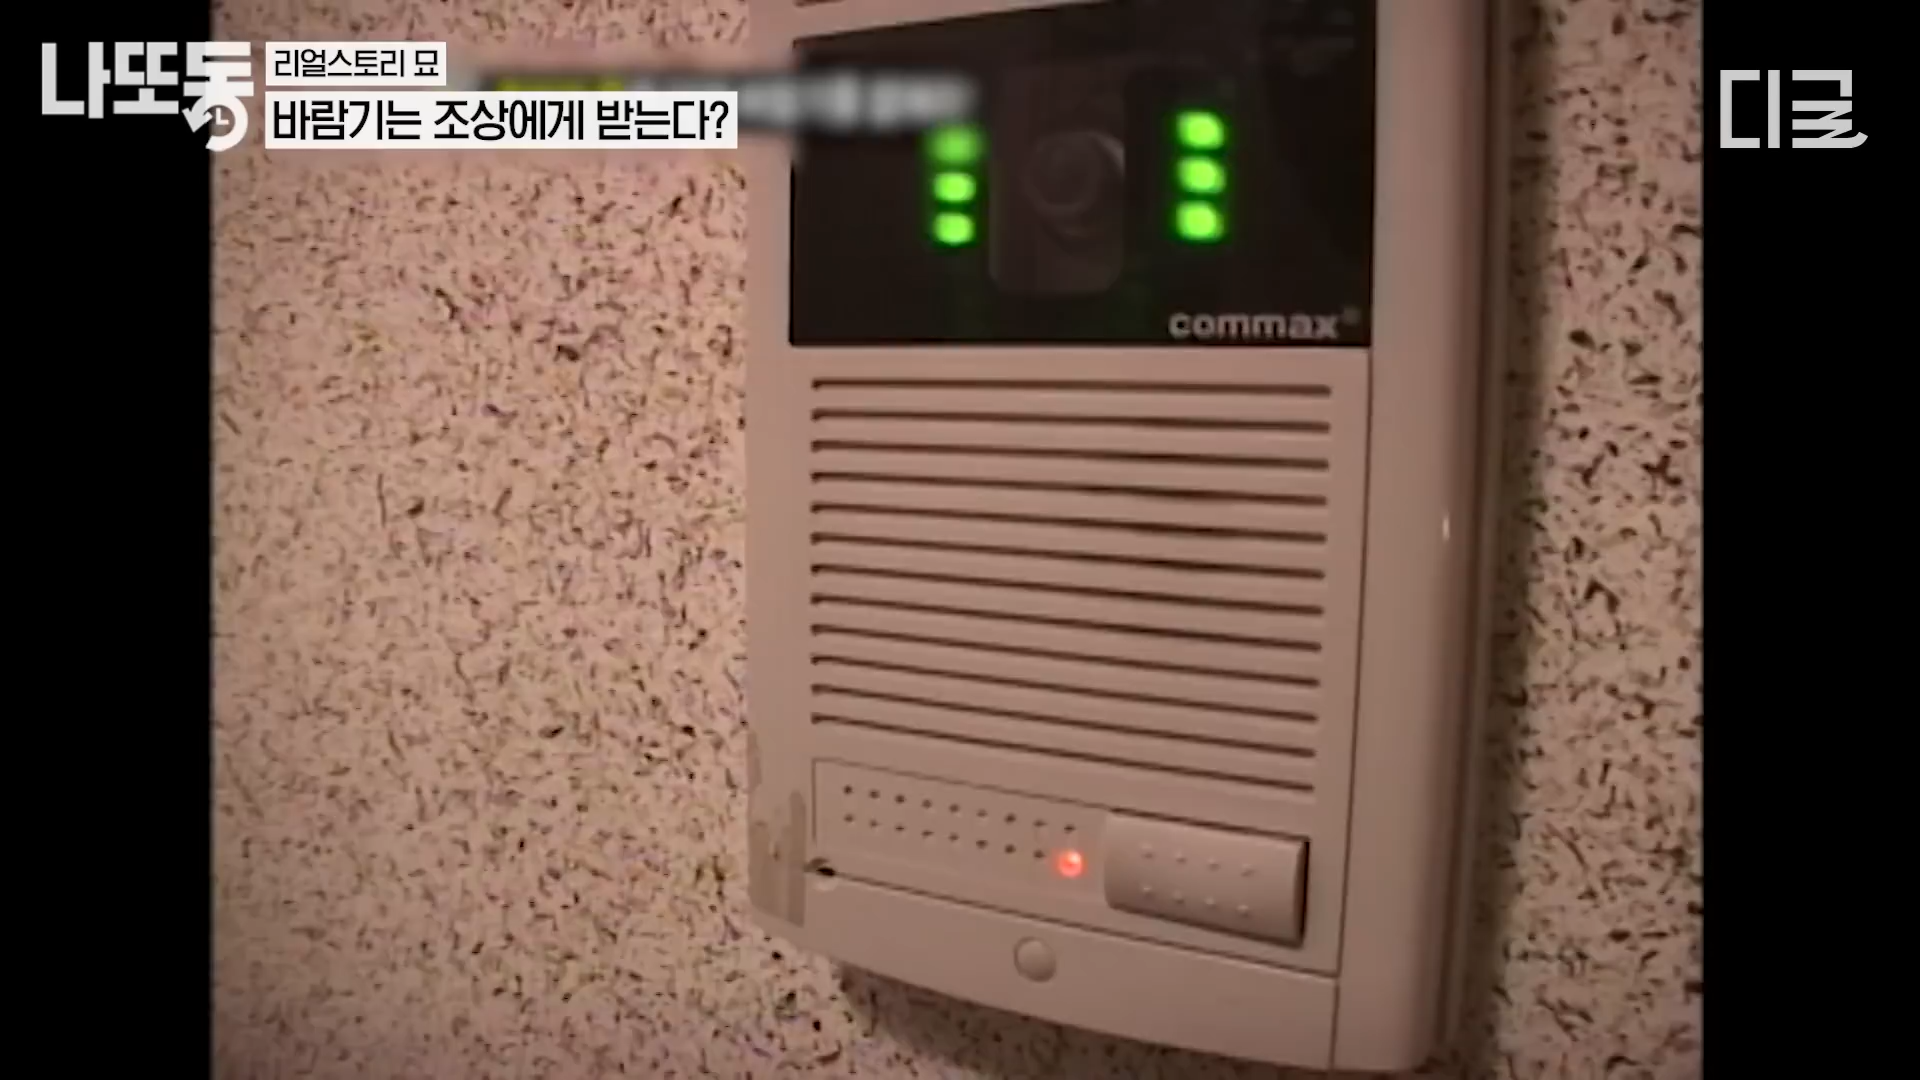 나또동
리얼스토리 묘
바람기는 조상에게 받는다?
디글
commax